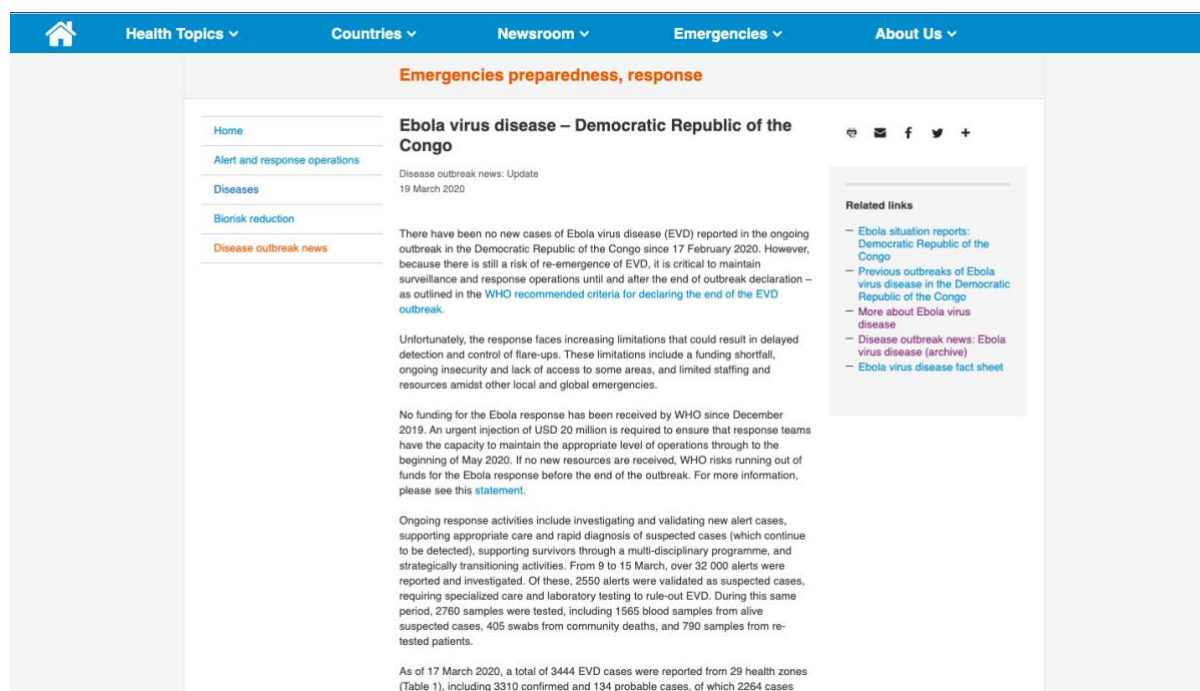 Health Topics
Countries
Newsroom
Emergencies
About Us
Emergencies preparedness, response
Home
Alert and response operations
Diseases
Biorisk reduction
Disease outbreak news
Ebola virus disease – Democratic Republic of the
Congo
Disease outbreak news: Update
19 March 2020
There have been no new cases of Ebola virus disease (EVD) reported in the ongoing
outbreak in the Democratic Republic of the Congo since 17 February 2020. However,
because there is still a risk of re-emergence of EVD, it is critical to maintain
surveillance and response operations until and after the end of outbreak declaration –
as outlined in the WHO recommended criteria for declaring the end of the EVD
outbreak.
Unfortunately, the response faces increasing limitations that could result in delayed
detection and control of flare-ups. These limitations include a funding shortfall,
ongoing insecurity and lack of access to some areas, and limited staffing and
resources amidst other local and global emergencies.
No funding for the Ebola response has been received by WHO since December
2019. An urgent injection of USD 20 million is required to ensure that response teams
have the capacity to maintain the appropriate level of operations through to the
beginning of May 2020. If no new resources are received, WHO risks running out of
funds for the Ebola response before the end of the outbreak. For more information,
please see this statement.
Ongoing response activities include investigating and validating new alert cases,
supporting appropriate care and rapid diagnosis of suspected cases (which continue
to be detected), supporting survivors through a multi-disciplinary programme, and
strategically transitioning activities. From 9 to 15 March, over 32 000 alerts were
reported and investigated. Of these, 2550 alerts were validated as suspected cases,
requiring specialized care and laboratory testing to rule-out EVD. During this same
period, 2760 samples were tested, including 1565 blood samples from alive
suspected cases, 405 swabs from community deaths, and 790 samples from re-
tested patients.
As of 17 March 2020, a total of 3444 EVD cases were reported from 29 health zones
(Table 1), including 3310 confirmed and 134 probable cases, of which 2264 cases
Related links
— Ebola situation reports:
Democratic Republic of the
Congo
— Previous outbreaks of Ebola
virus disease in the Democratic
Republic of the Congo
— More about Ebola virus
disease
— Disease outbreak news: Ebola
virus disease (archive)
— Ebola virus disease fact sheet